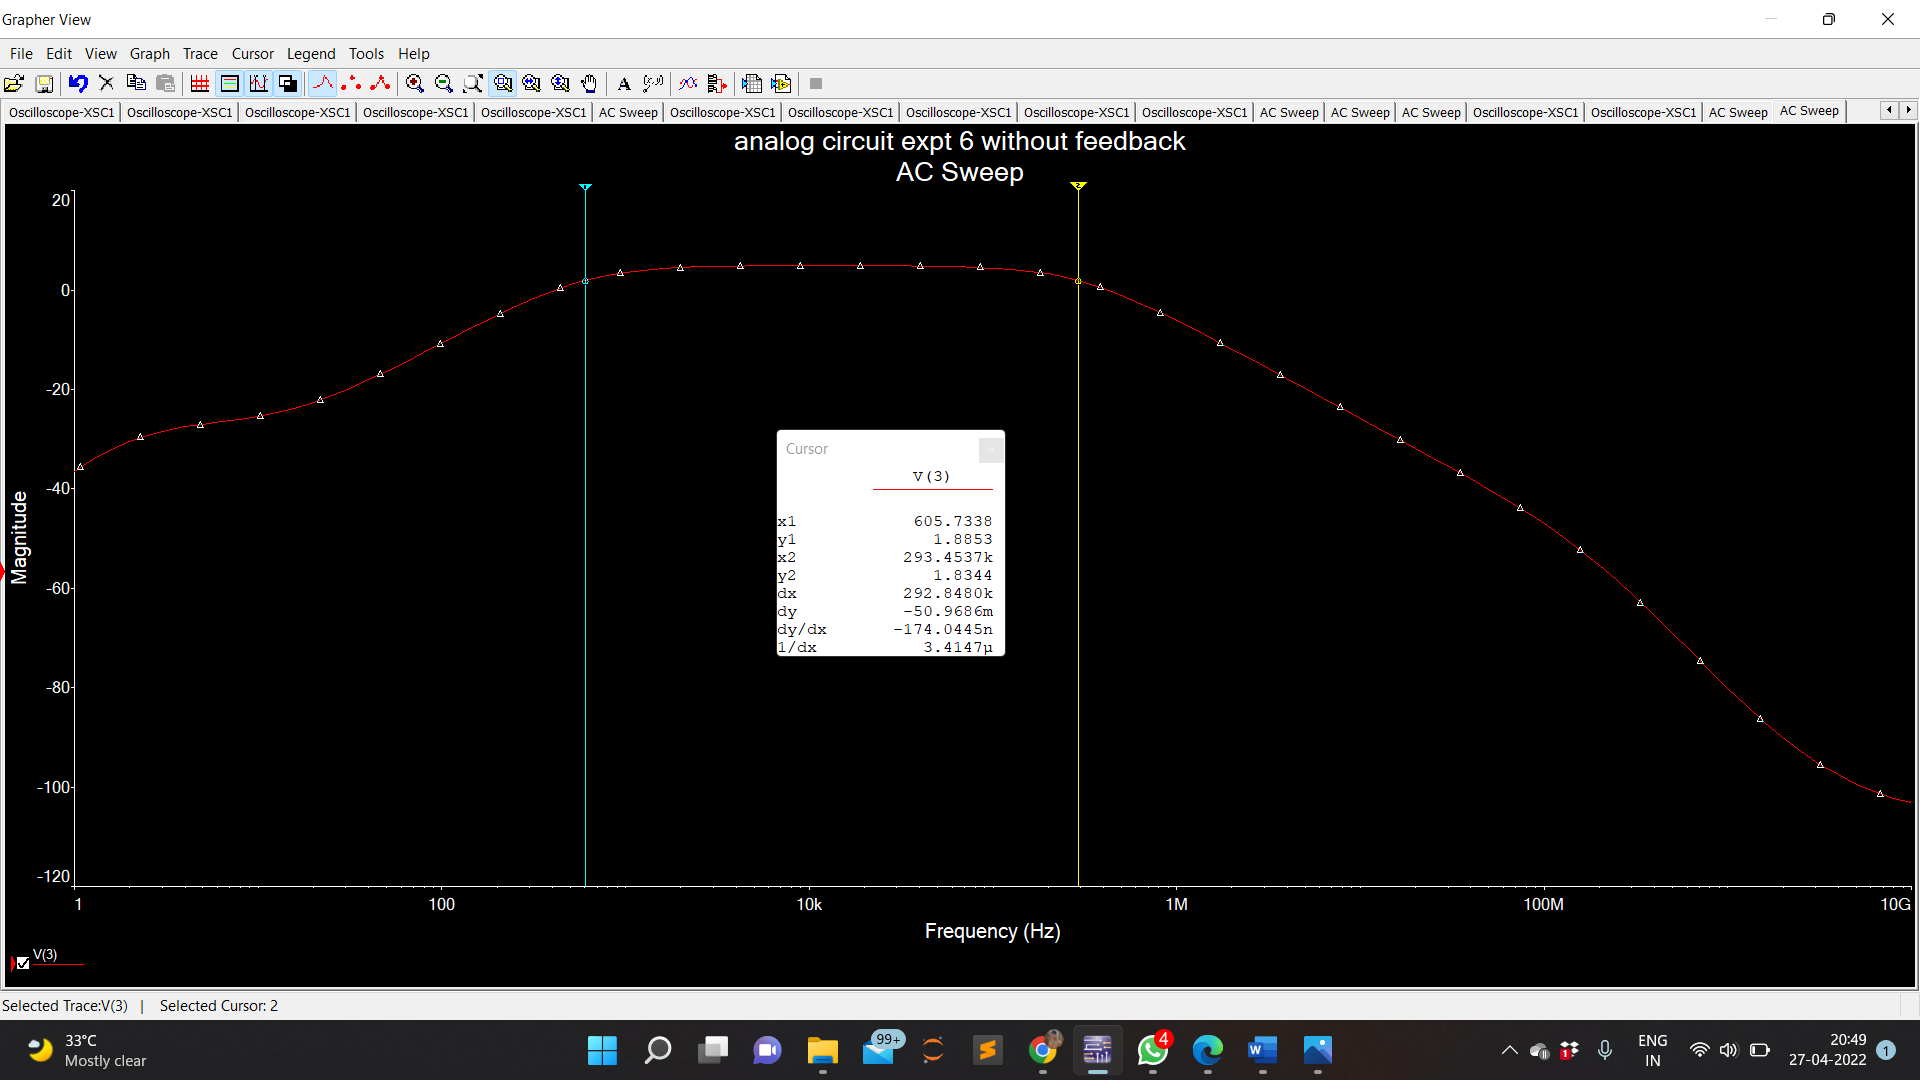 Grapher View
File Edit View Graph Trace Cursor Legend Tools Help
A
Oscilloscope-XSC1 Oscilloscope-XSC1 Oscilloscope-XSC1 Oscilloscope-XSC1 Oscilloscope-XSC1 AC Sweep Oscilloscope-XSC1 Oscilloscope-XSC1 Oscilloscope-XSC1 Oscilloscope-XSC1 Oscilloscope-XSC1 AC Sweep AC Sweep AC Sweep Oscilloscope-XSC1 Oscilloscope-XSC1 AC Sweep AC Sweep
analog circuit expt 6 without feedback
AC Sweep
20
0
-20
-40
-60
-80
-100
-120
Magnitude
Cursor
V(3)
x1 605.7338
y1 1.8853
x2 293.4537k
y2 1.8344
dx 292.8480k
dy -50.9686m
dy/dx -174.0445n
1/dx 3.4147μ
1 100 10k 1M 100M 10G
Frequency (Hz)
V(3)
Selected Trace:V(3) | Selected Cursor: 2
33°C
Mostly clear
99+
4
W
1
ENG
IN
20:49
27-04-2022
1